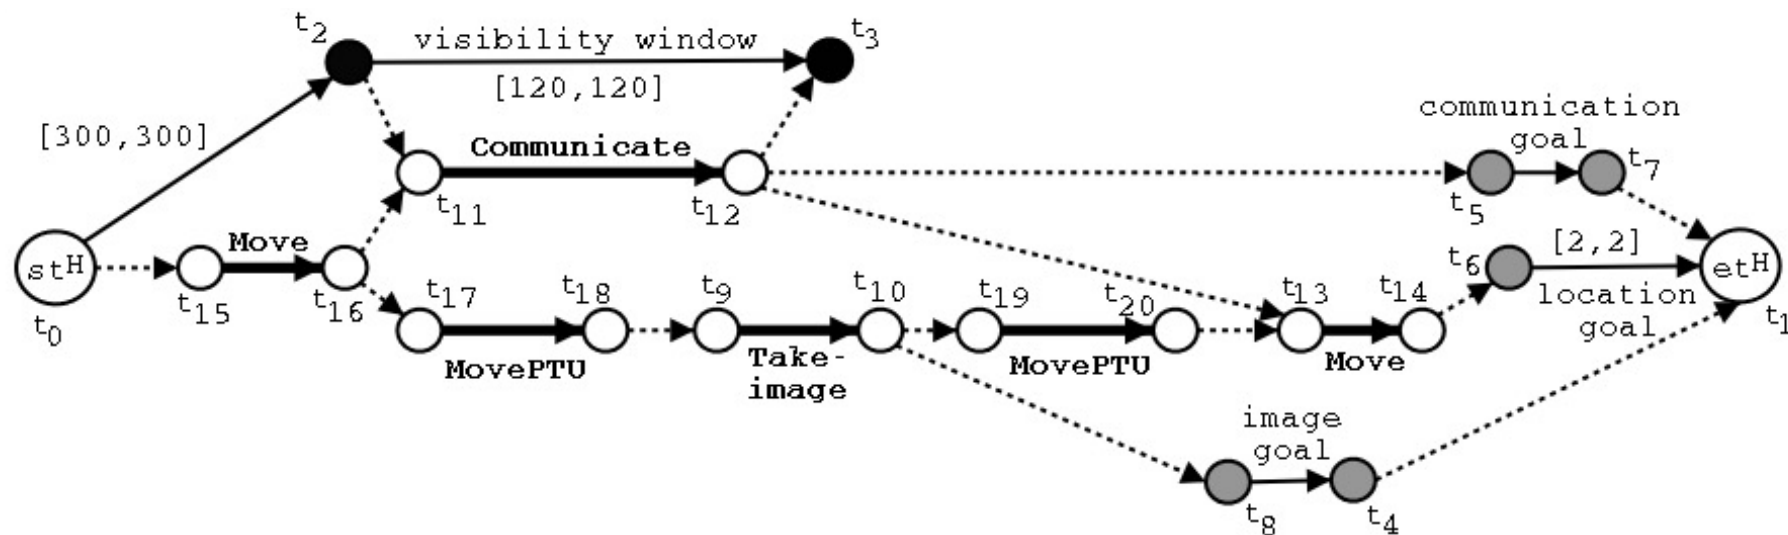 t2
visibility window
t3
[120,120]
[300,300]
communication
goal
Communicate
t7
t11
t12
t5
stH
Move
[2,2]
t6
etH
t0
t15
t16
t17
t18
t9
t10
t19
t20
t13
t14
location
goal
t1
MovePTU
Take-
image
MovePTU
Move
image
goal
t8
t4